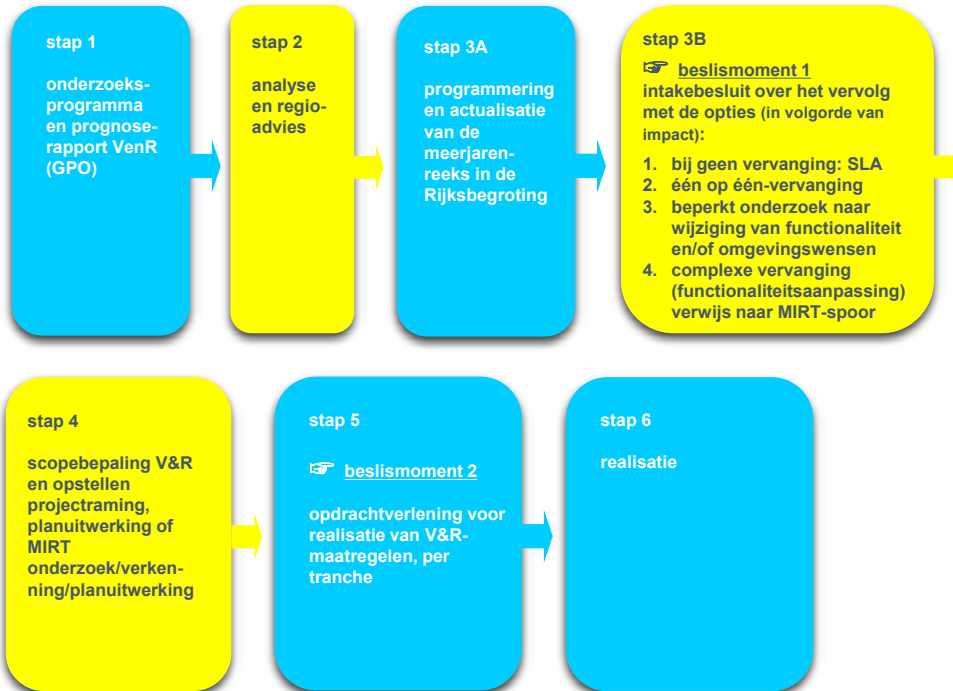 stap 1
onderzoeks-
programma
en prognose-
rapport VenR
(GPO)
stap 2
analyse
en regio-
advies
stap 3A
programmering
en actualisatie
van de
meerjaren-
reeks in de
Rijksbegroting
stap 3B
☞ beslismoment 1
intakebesluit over het vervolg
met de opties (in volgorde van
impact):
1. bij geen vervanging: SLA
2. één op één-vervanging
3. beperkt onderzoek naar
wijziging van functionaliteit
en/of omgevingswensen
4. complexe vervanging
(functionaliteitsaanpassing)
verwijs naar MIRT-spoor
stap 4
scopebepaling V&R
en opstellen
projectraming,
planuitwerking of
MIRT
onderzoek/verken-
ning/planuitwerking
stap 5
☞ beslismoment 2
opdrachtverlening voor
realisatie van V&R-
maatregelen, per
tranche
stap 6
realisatie